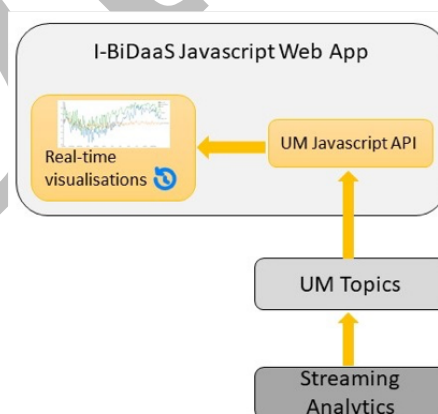 I-BiDaaS Javascript Web App
Real-time
visualisations
UM Javascript API
UM Topics
Streaming
Analytics